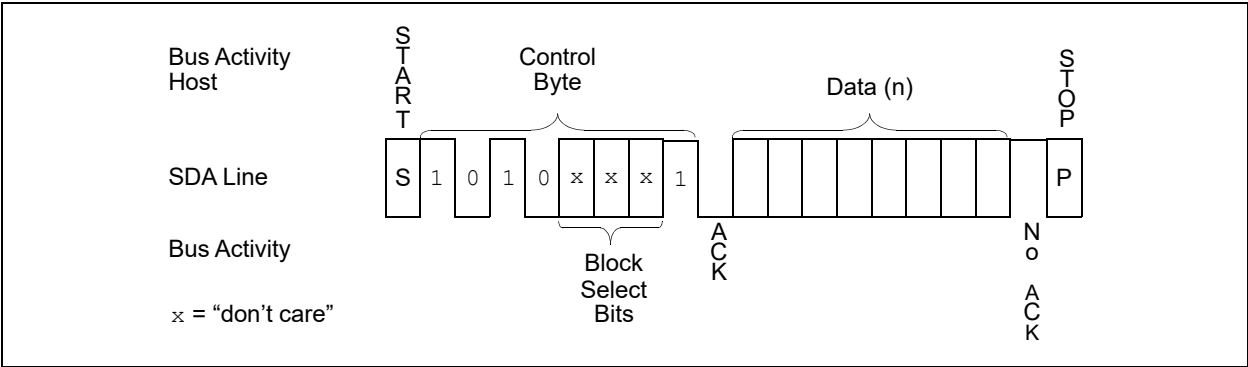 Bus Activity
Host
START
Control
Byte
Data (n)
STOP
SDA Line
S 1 0 1 0 x x x 1 P
Bus Activity
ACK
No ACK
Block
Select
Bits
x = “don’t care”